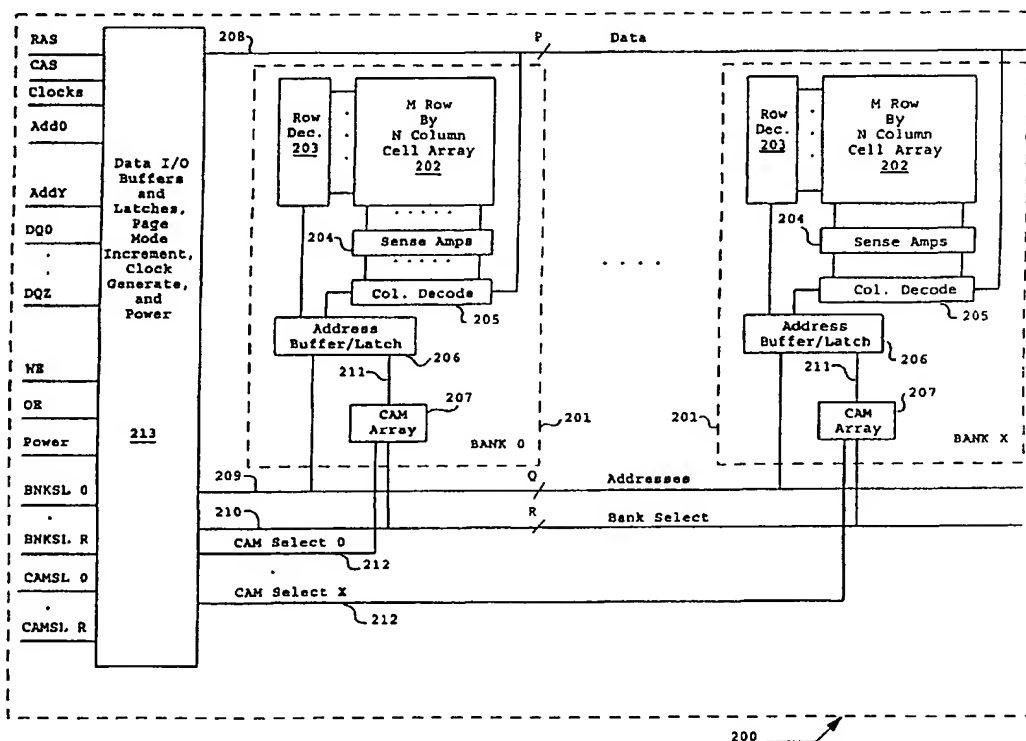 RAS
CAS
Clocks
Add0
AddY
DQ0
DQZ
WE
OE
Power
BNKSL 0
BNKSL R
CAMSL 0
CAMSL R
Data I/O
Buffers
and
Latches,
Page
Mode
Increment,
Clock
Generate,
and
Power
213
208
P
Data
Row
Dec.
203
M Row
By
N Column
Cell Array
202
204
Sense Amps
Col. Decode
205
Address
Buffer/Latch
206
211
207
CAM
Array
201
BANK 0
Row
Dec.
203
M Row
By
N Column
Cell Array
202
204
Sense Amps
Col. Decode
205
Address
Buffer/Latch
206
211
207
CAM
Array
201
BANK X
209
Q
Addresses
210
R
Bank Select
CAM Select 0
212
CAM Select X
212
200